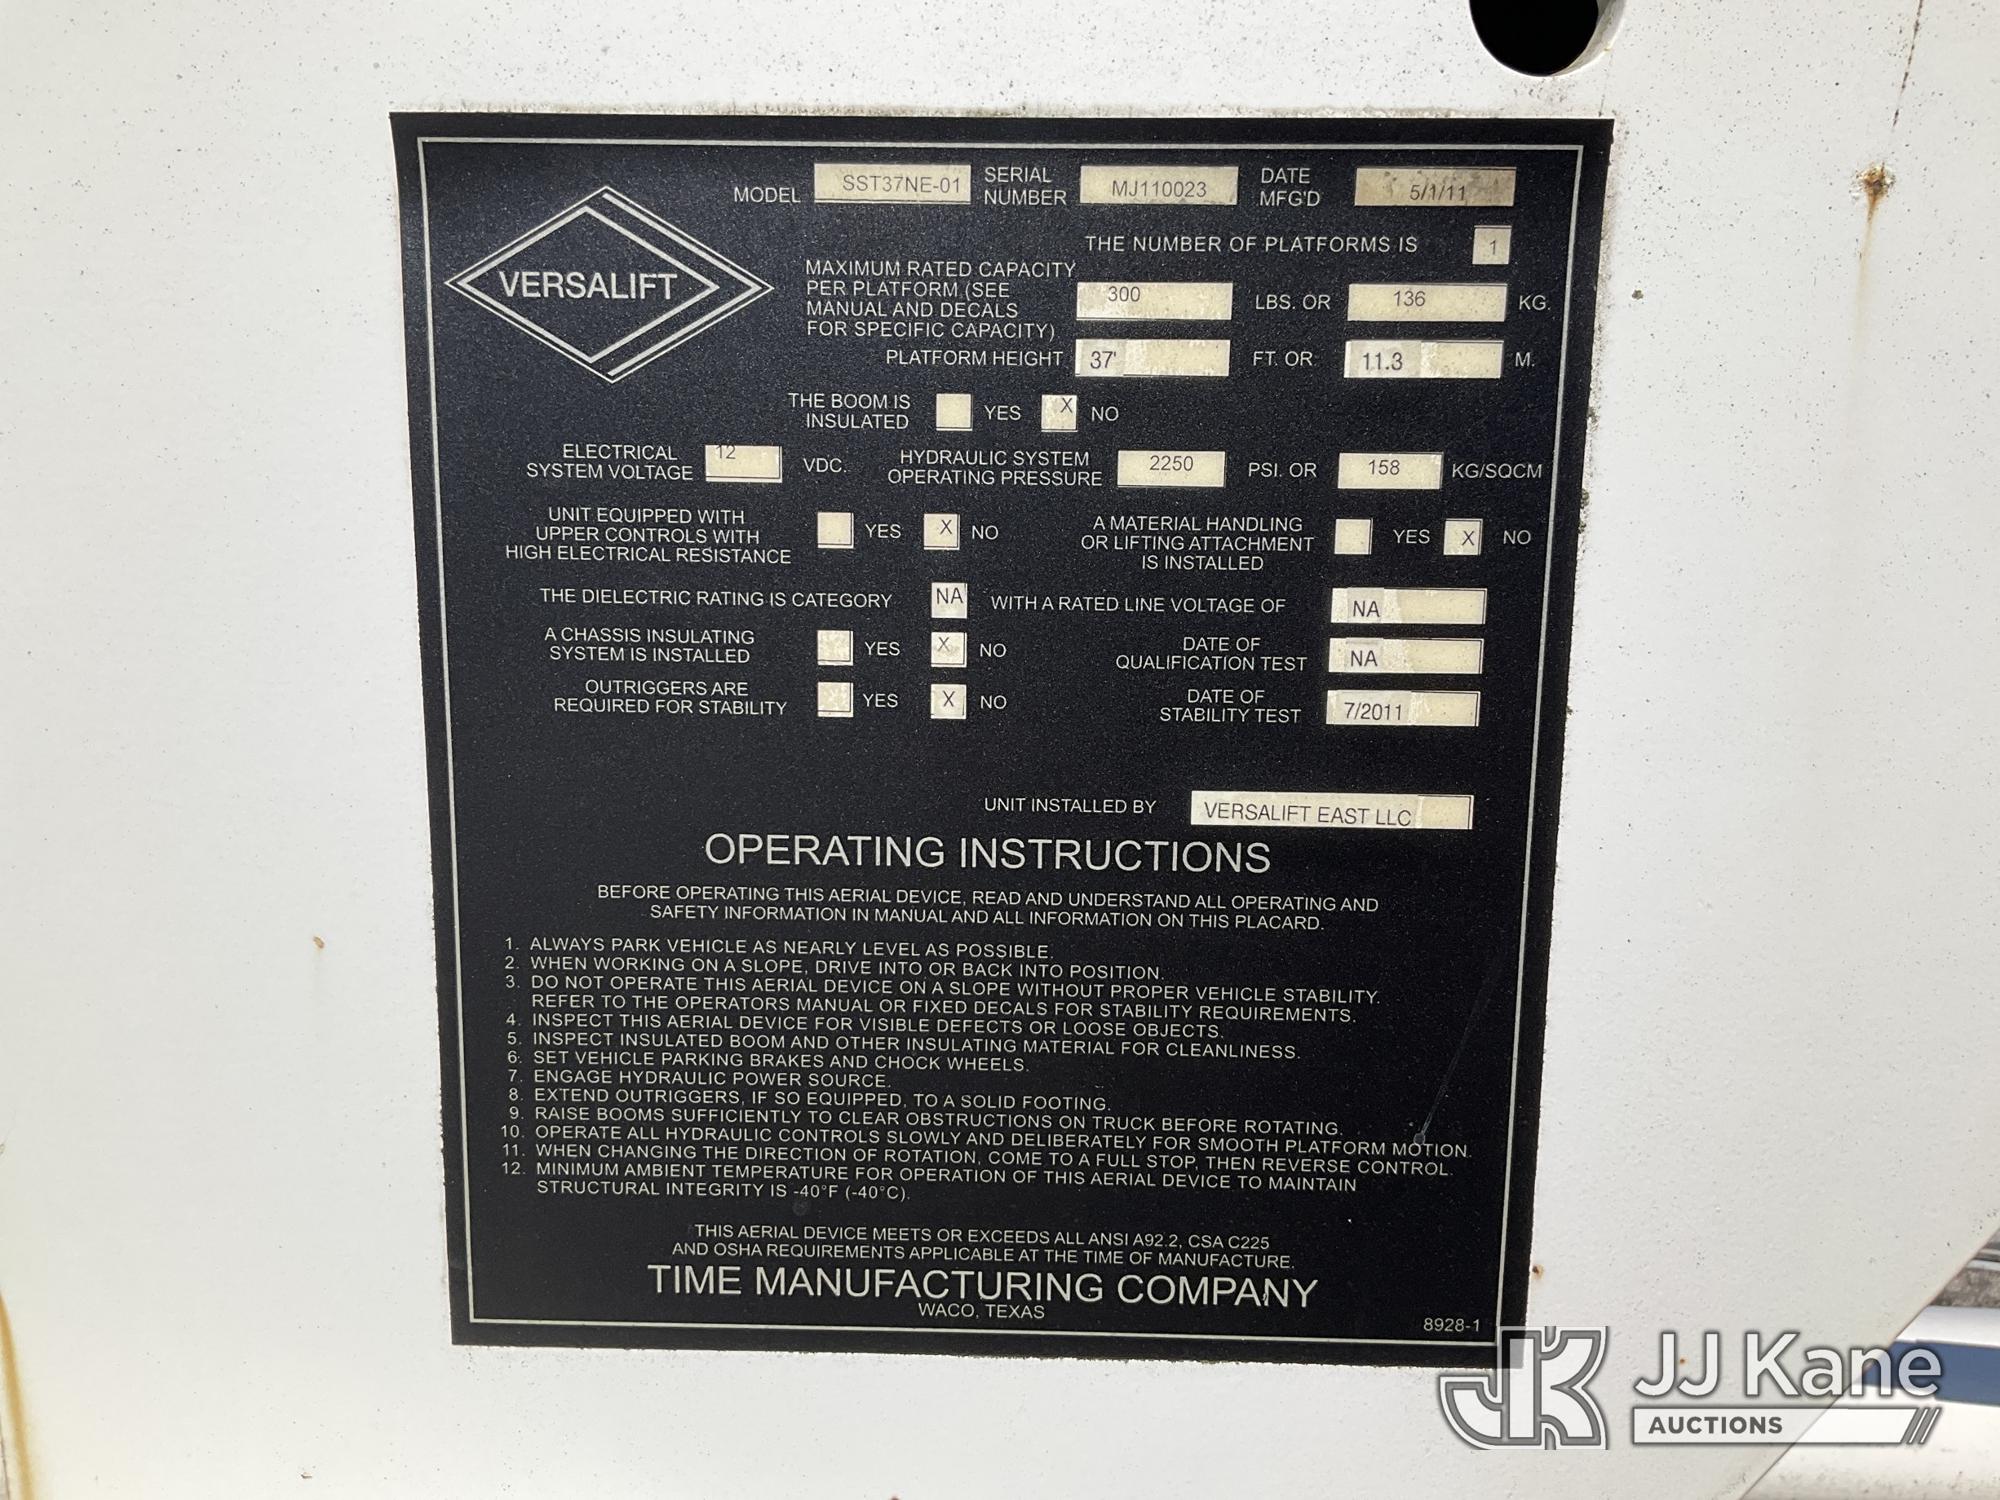 MODEL SST37NE-01 SERIAL NUMBER MJ110023 DATE MFG'D 5/1/11
VERSALIFT
THE NUMBER OF PLATFORMS IS 1
MAXIMUM RATED CAPACITY
PER PLATFORM (SEE
MANUAL AND DECALS
FOR SPECIFIC CAPACITY) 300 LBS. OR 136 KG.
PLATFORM HEIGHT 37' FT. OR 11.3 M.
THE BOOM IS
INSULATED YES X NO
ELECTRICAL
SYSTEM VOLTAGE 12 VDC. HYDRAULIC SYSTEM
OPERATING PRESSURE 2250 PSI. OR 158 KG/SQCM
UNIT EQUIPPED WITH
UPPER CONTROLS WITH
HIGH ELECTRICAL RESISTANCE YES X NO
A MATERIAL HANDLING
OR LIFTING ATTACHMENT
IS INSTALLED YES X NO
THE DIELECTRIC RATING IS CATEGORY NA WITH A RATED LINE VOLTAGE OF NA
A CHASSIS INSULATING
SYSTEM IS INSTALLED YES X NO
DATE OF
QUALIFICATION TEST NA
OUTRIGGERS ARE
REQUIRED FOR STABILITY YES X NO
DATE OF
STABILITY TEST 7/2011
UNIT INSTALLED BY VERSALIFT EAST LLC
OPERATING INSTRUCTIONS
BEFORE OPERATING THIS AERIAL DEVICE, READ AND UNDERSTAND ALL OPERATING AND
SAFETY INFORMATION IN MANUAL AND ALL INFORMATION ON THIS PLACARD.
1. ALWAYS PARK VEHICLE AS NEARLY LEVEL AS POSSIBLE.
2. WHEN WORKING ON A SLOPE, DRIVE INTO OR BACK INTO POSITION.
3. DO NOT OPERATE THIS AERIAL DEVICE ON A SLOPE WITHOUT PROPER VEHICLE STABILITY.
REFER TO THE OPERATORS MANUAL OR FIXED DECALS FOR STABILITY REQUIREMENTS.
4. INSPECT THIS AERIAL DEVICE FOR VISIBLE DEFECTS OR LOOSE OBJECTS.
5. INSPECT INSULATED BOOM AND OTHER INSULATING MATERIAL FOR CLEANLINESS.
6. SET VEHICLE PARKING BRAKES AND CHOCK WHEELS.
7. ENGAGE HYDRAULIC POWER SOURCE.
8. EXTEND OUTRIGGERS, IF SO EQUIPPED, TO A SOLID FOOTING.
9. RAISE BOOMS SUFFICIENTLY TO CLEAR OBSTRUCTIONS ON TRUCK BEFORE ROTATING.
10. OPERATE ALL HYDRAULIC CONTROLS SLOWLY AND DELIBERATELY FOR SMOOTH PLATFORM MOTION.
11. WHEN CHANGING THE DIRECTION OF ROTATION, COME TO A FULL STOP, THEN REVERSE CONTROL.
12. MINIMUM AMBIENT TEMPERATURE FOR OPERATION OF THIS AERIAL DEVICE TO MAINTAIN
STRUCTURAL INTEGRITY IS -40°F (-40°C).
THIS AERIAL DEVICE MEETS OR EXCEEDS ALL ANSI A92.2, CSA C225
AND OSHA REQUIREMENTS APPLICABLE AT THE TIME OF MANUFACTURE.
TIME MANUFACTURING COMPANY
WACO, TEXAS
8928-1
JK JJ Kane
AUCTIONS